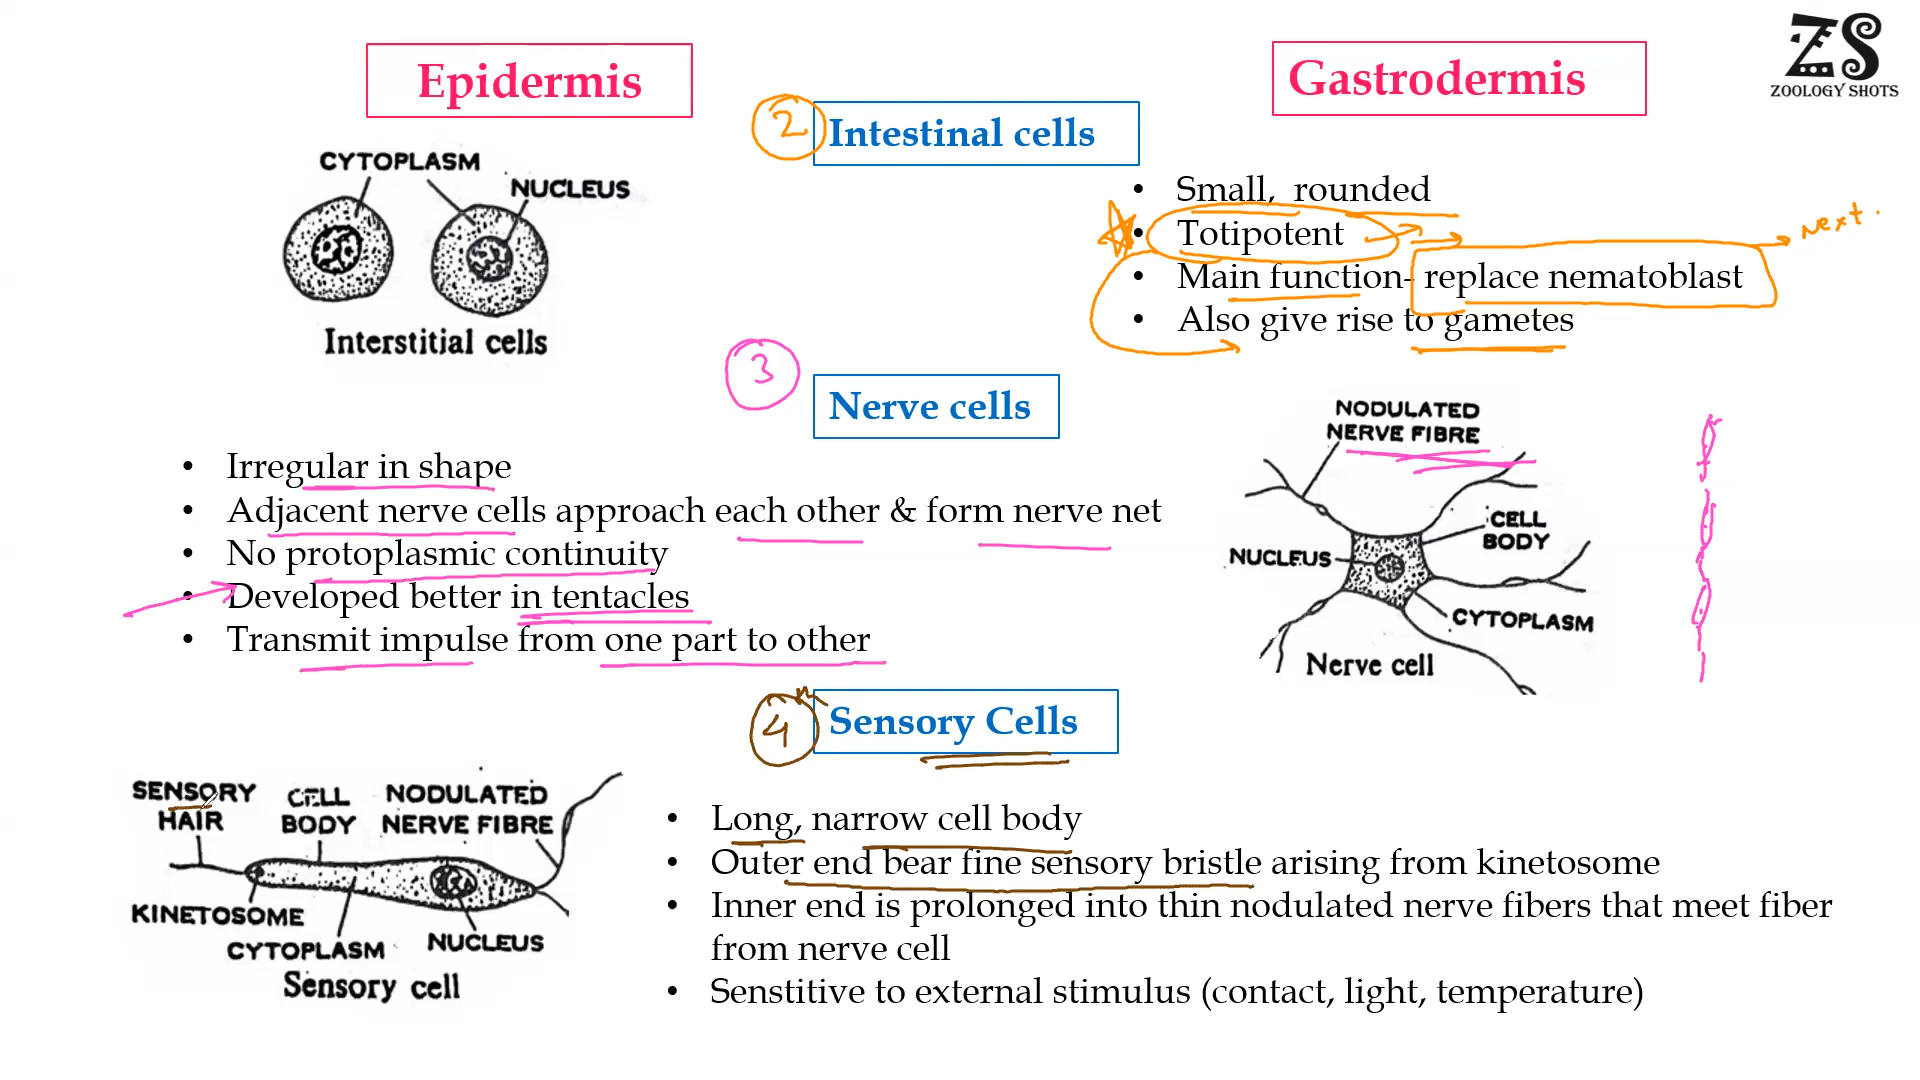 ZS
ZOOLOGY SHOTS
Epidermis
Gastrodermis
2
Intestinal cells
CYTOPLASM
NUCLEUS
Interstitial cells
• Small, rounded
• Totipotent
• Main function- replace nematoblast
• Also give rise to gametes
Next.
3
Nerve cells
• Irregular in shape
• Adjacent nerve cells approach each other & form nerve net
• No protoplasmic continuity
• Developed better in tentacles
• Transmit impulse from one part to other
NODULATED
NERVE FIBRE
CELL
BODY
NUCLEUS
CYTOPLASM
Nerve cell
4
Sensory Cells
SENSORY
HAIR
CELL
BODY
NODULATED
NERVE FIBRE
KINETOSOME
CYTOPLASM
NUCLEUS
Sensory cell
• Long, narrow cell body
• Outer end bear fine sensory bristle arising from kinetosome
• Inner end is prolonged into thin nodulated nerve fibers that meet fiber
from nerve cell
• Senstitive to external stimulus (contact, light, temperature)